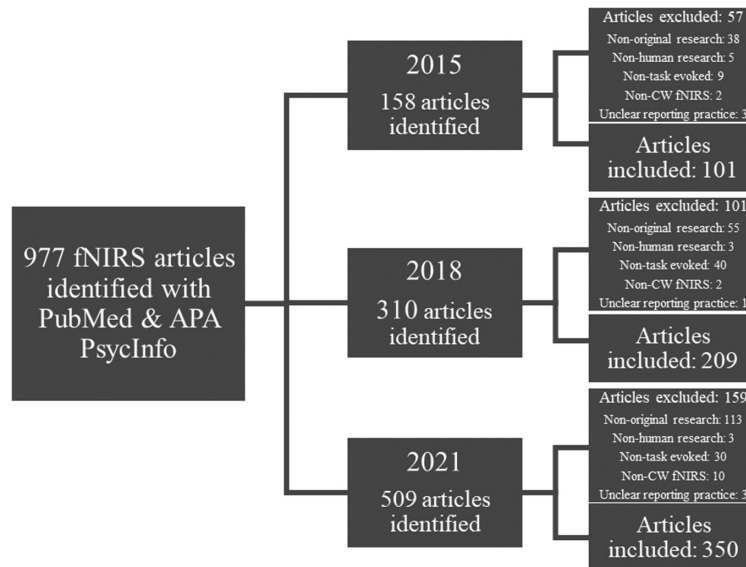 977 fNIRS articles
identified with
PubMed & APA
PsycInfo
2015
158 articles
identified
Articles excluded: 57
Non-original research: 38
Non-human research: 5
Non-task evoked: 9
Non-CW fNIRS: 2
Unclear reporting practice: 3
Articles
included: 101
2018
310 articles
identified
Articles excluded: 101
Non-original research: 55
Non-human research: 3
Non-task evoked: 40
Non-CW fNIRS: 2
Unclear reporting practice: 1
Articles
included: 209
2021
509 articles
identified
Articles excluded: 159
Non-original research: 113
Non-human research: 3
Non-task evoked: 30
Non-CW fNIRS: 10
Unclear reporting practice: 3
Articles
included: 350